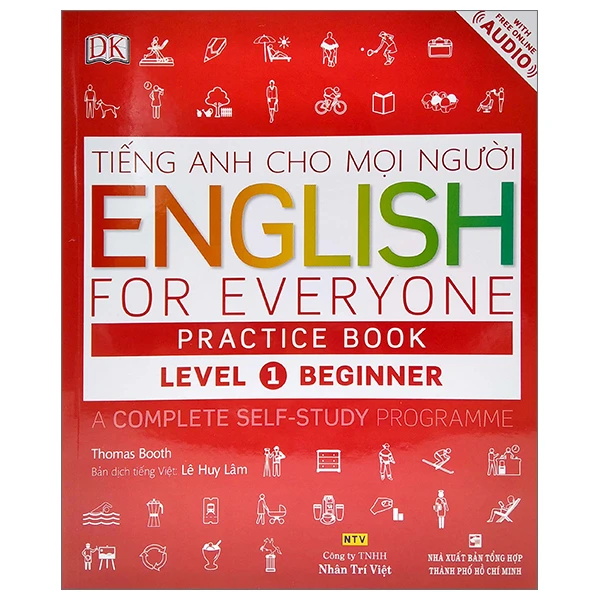 DK
WITH
FREE ONLINE
AUDIO
TIẾNG ANH CHO MỌI NGƯỜI
ENGLISH
FOR EVERYONE
PRACTICE BOOK
LEVEL 1 BEGINNER
A COMPLETE SELF-STUDY PROGRAMME
Thomas Booth
Bản dịch tiếng Việt: Lê Huy Lâm
NTV
Công ty TNHH
Nhân Trí Việt
NHÀ XUẤT BẢN TỔNG HỢP
THÀNH PHỐ HỒ CHÍ MINH